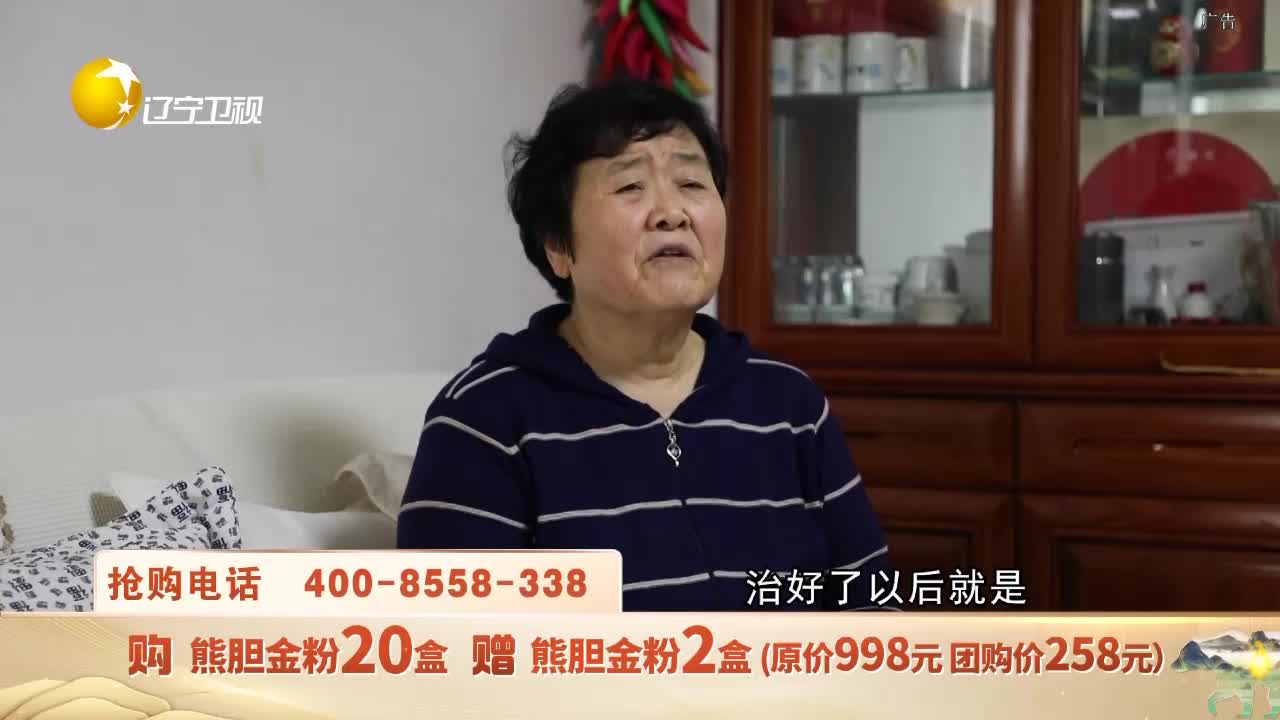 广告
辽宁卫视
抢购电话 400-8558-338
治好了以后就是
购 熊胆金粉20盒 赠 熊胆金粉2盒 (原价998元 团购价258元)